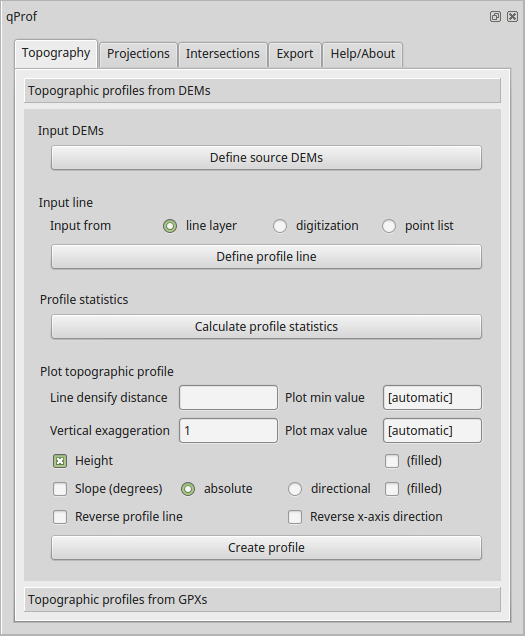 qProf
Topography Projections Intersections Export Help/About
Topographic profiles from DEMs
Input DEMs
Define source DEMs
Input line
Input from line layer digitization point list
Define profile line
Profile statistics
Calculate profile statistics
Plot topographic profile
Line densify distance Plot min value [automatic]
Vertical exaggeration 1 Plot max value [automatic]
Height (filled)
Slope (degrees) absolute directional (filled)
Reverse profile line Reverse x-axis direction
Create profile
Topographic profiles from GPXs